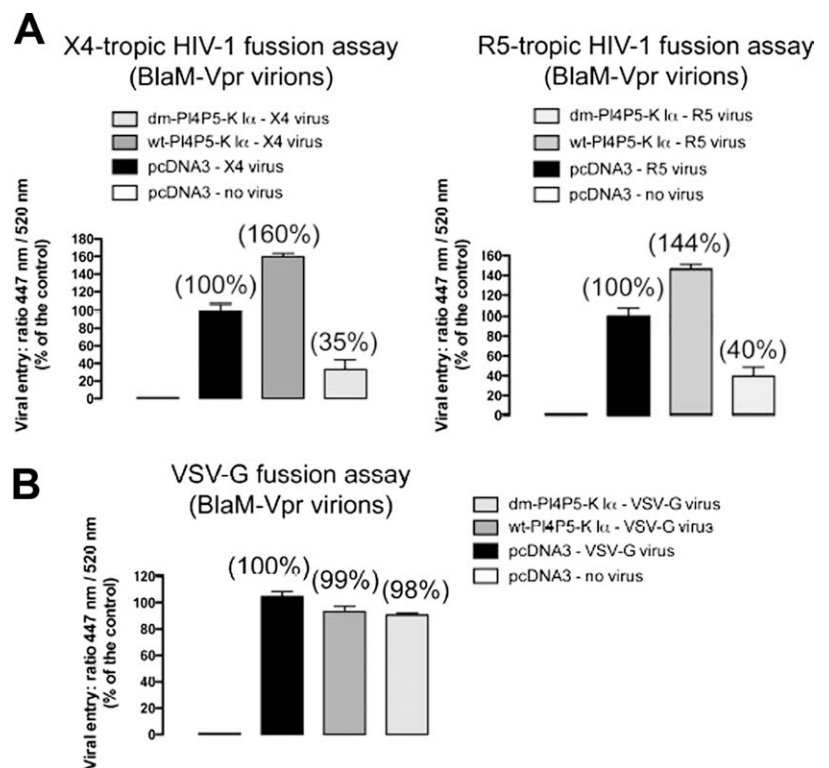 A
X4-tropic HIV-1 fussion assay
(BlaM-Vpr virions)
dm-PI4P5-K Iα - X4 virus
wt-PI4P5-K Iα - X4 virus
pcDNA3 - X4 virus
pcDNA3 - no virus
Viral entry: ratio 447 nm / 520 nm
(% of the control)
180
160
140
120
100
80
60
40
20
0
(100%)
(160%)
(35%)
R5-tropic HIV-1 fussion assay
(BlaM-Vpr virions)
dm-PI4P5-K Iα - R5 virus
wt-PI4P5-K Iα - R5 virus
pcDNA3 - R5 virus
pcDNA3 - no virus
Viral entry: ratio 447 nm / 520 nm
(% of the control)
160
140
120
100
80
60
40
20
0
(100%)
(144%)
(40%)
B
VSV-G fussion assay
(BlaM-Vpr virions)
dm-PI4P5-K Iα - VSV-G virus
wt-PI4P5-K Iα - VSV-G virus
pcDNA3 - VSV-G virus
pcDNA3 - no virus
Viral entry: ratio 447 nm / 520 nm
(% of the control)
120
100
80
60
40
20
0
(100%)
(99%)
(98%)